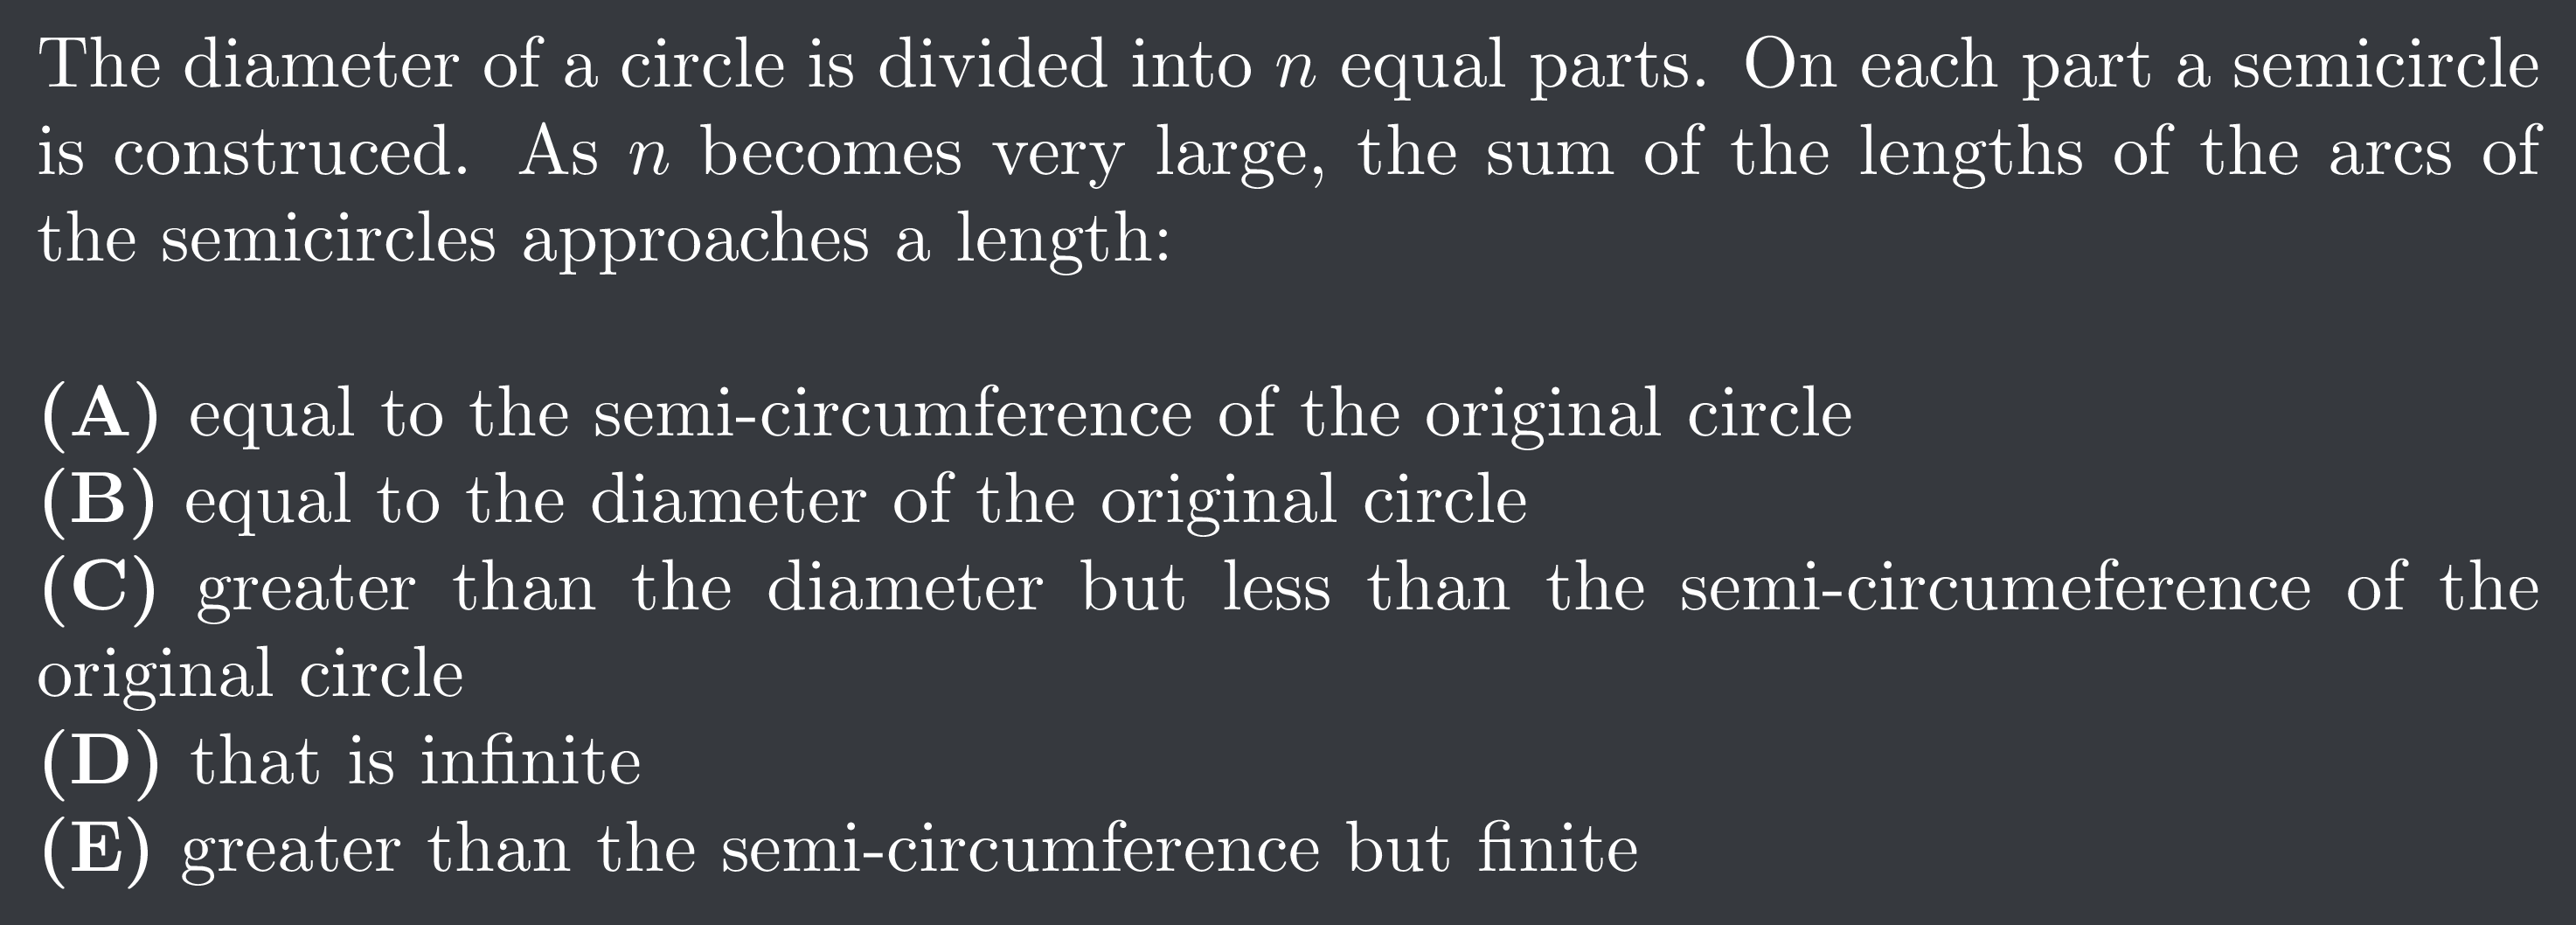 The diameter of a circle is divided into n equal parts. On each part a semicircle
is construced. As n becomes very large, the sum of the lengths of the arcs of
the semicircles approaches a length:
(A) equal to the semi-circumference of the original circle
(B) equal to the diameter of the original circle
(C) greater than the diameter but less than the semi-circumeference of the
original circle
(D) that is infinite
(E) greater than the semi-circumference but finite